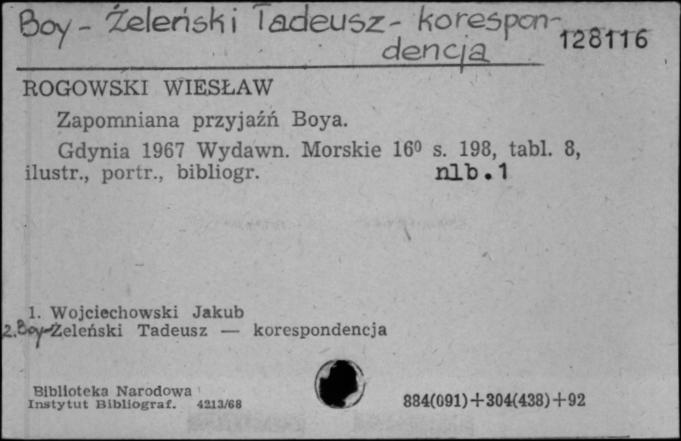 Boy - Żeleński Tadeusz - korespon-
dencja
128116
ROGOWSKI WIESŁAW
Zapomniana przyjaźń Boya.
Gdynia 1967 Wydawn. Morskie 16⁰ s. 198, tabl. 8,
ilustr., portr., bibliogr. nlb. 1
1. Wojciechowski Jakub
2. Boy-Żeleński Tadeusz — korespondencja
Biblioteka Narodowa
Instytut Bibliograf. 4213/68
884(091)+304(438)+92